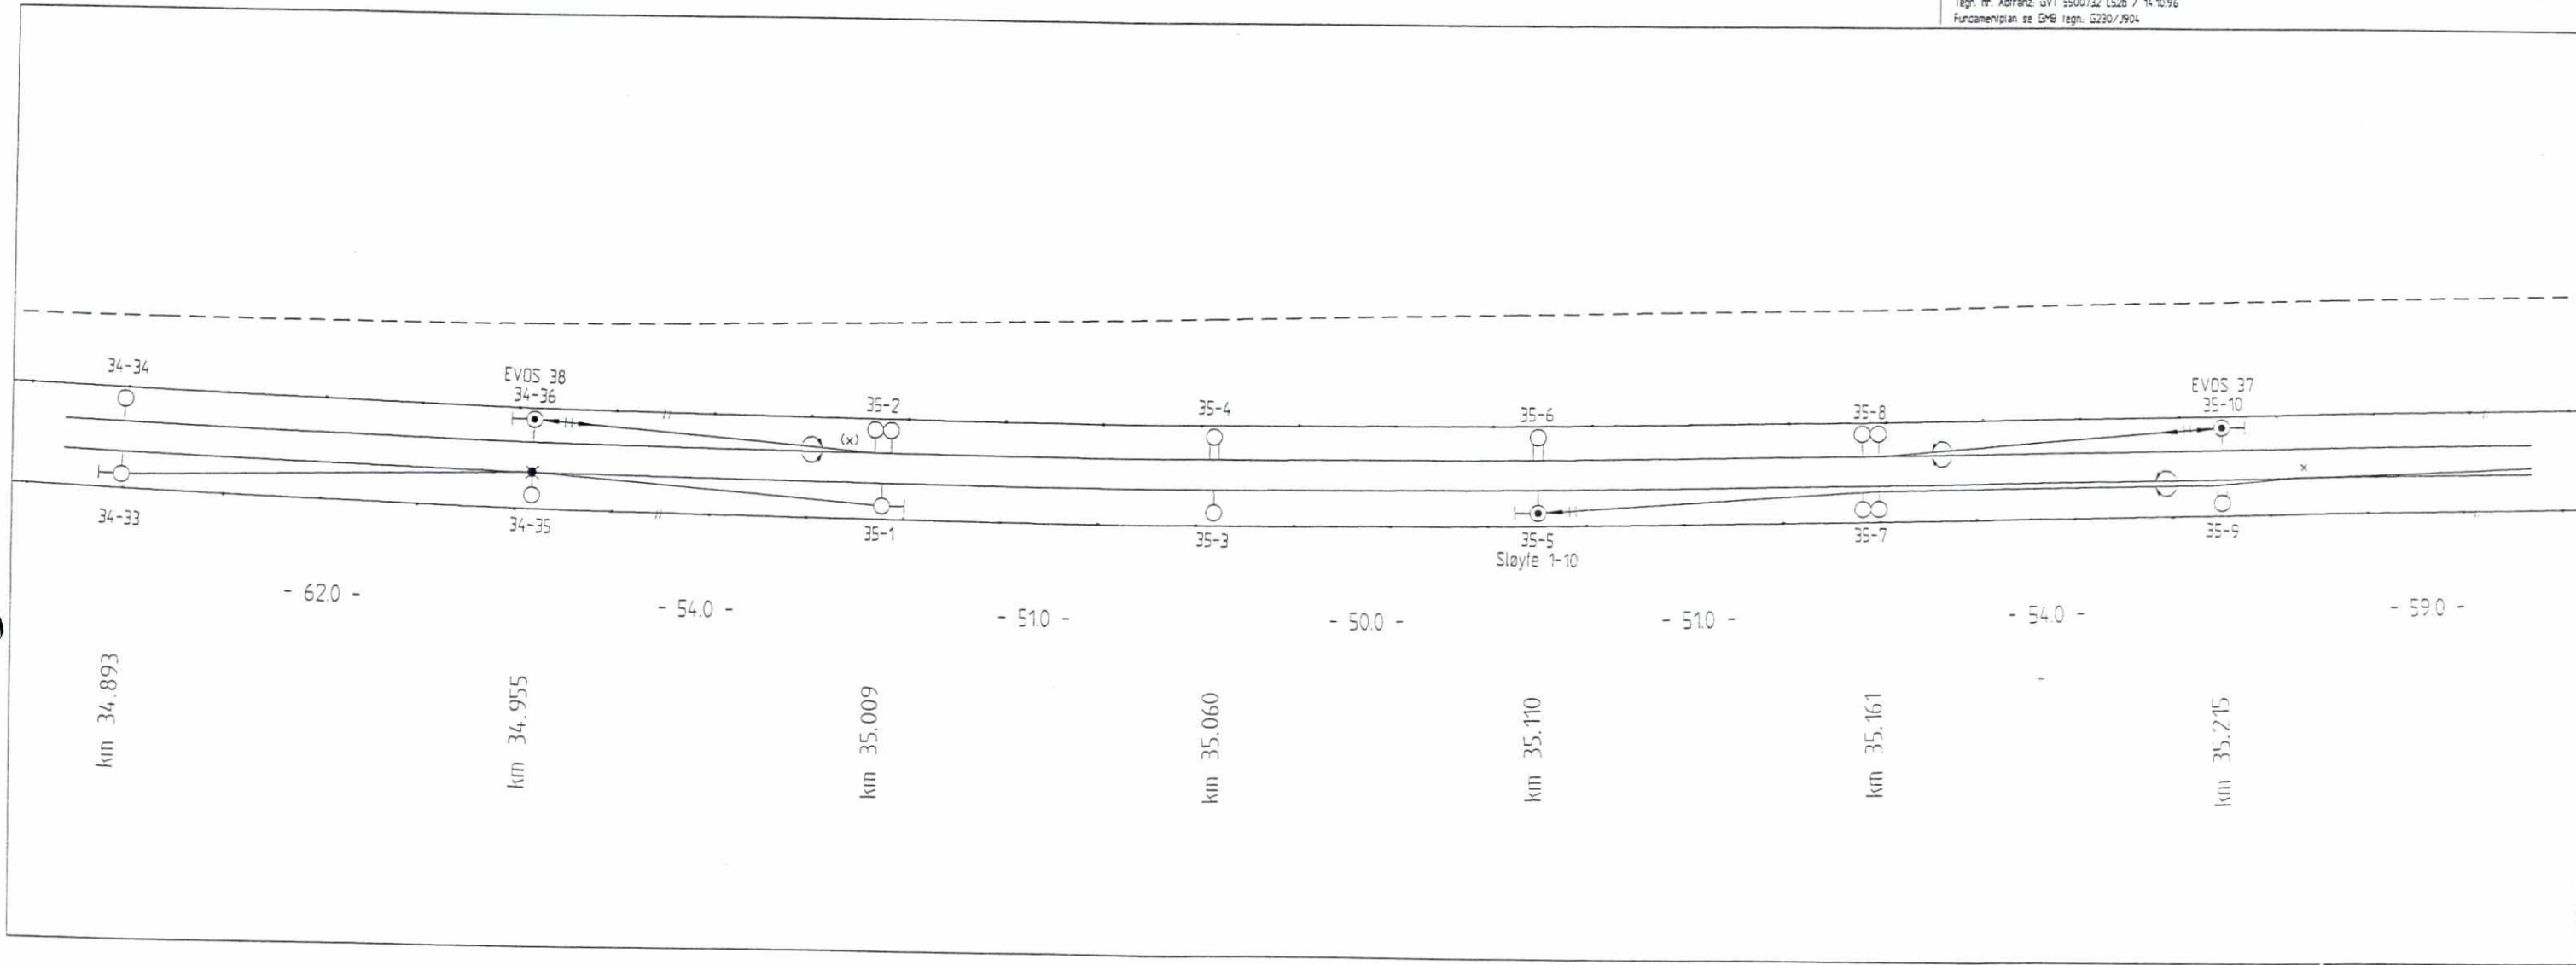 Fundamentplan se GMB tegn: G230/J904
34-34
EVOS 38
34-36
35-2
35-4
35-6
35-8
EVOS 37
35-10
(x)
x
34-33
34-35
35-1
35-3
35-5
Sløyfe 1-10
35-7
35-9
- 62.0 -
- 54.0 -
- 51.0 -
- 50.0 -
- 51.0 -
- 54.0 -
- 59.0 -
km 34.893
km 34.955
km 35.009
km 35.060
km 35.110
km 35.161
km 35.215